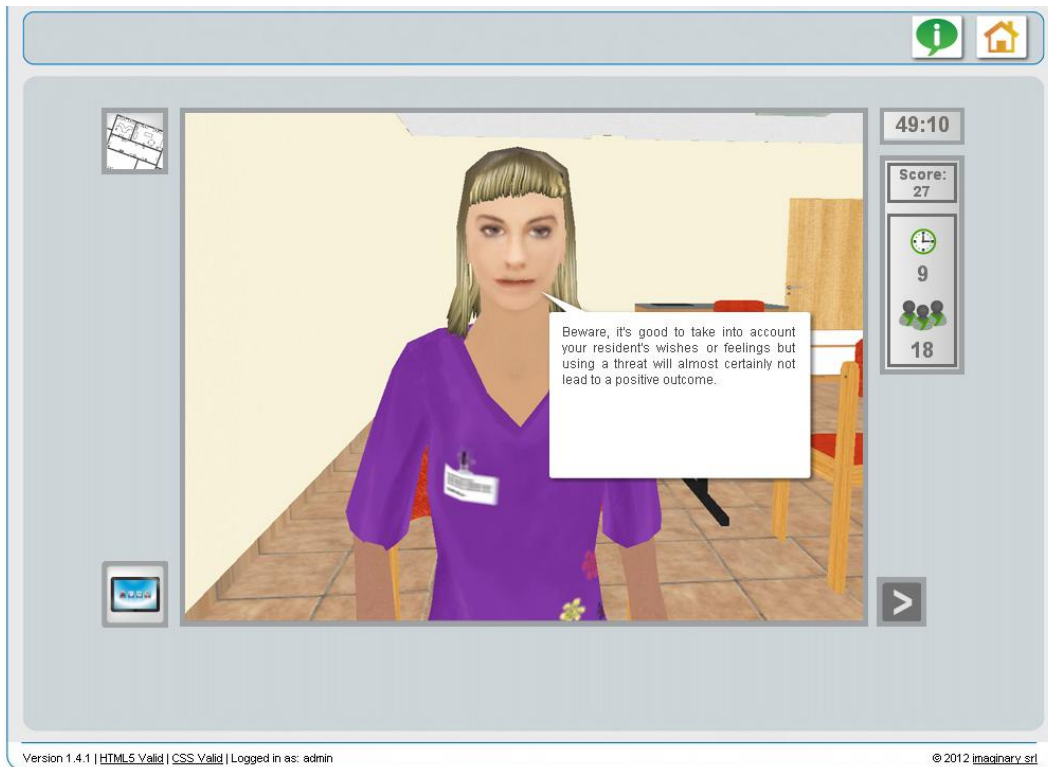 49:10
Score:
27
9
18
Beware, it's good to take into account
your resident's wishes or feelings but
using a threat will almost certainly not
lead to a positive outcome.
>
Version 1.4.1 | HTML5 Valid | CSS Valid | Logged in as: admin
© 2012 imaginary srl